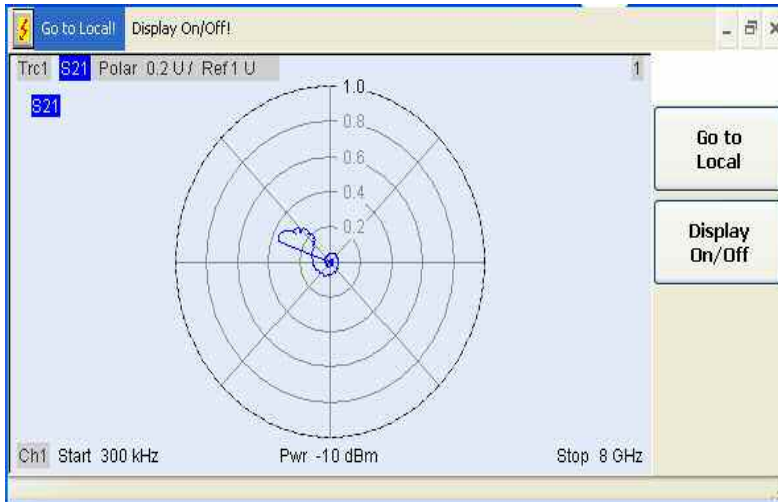 Go to Local! Display On/Off!
Trc1 S21 Polar 0.2 U / Ref 1 U 1
S21
1.0
0.8
0.6
0.4
0.2
Go to
Local
Display
On/Off
Ch1 Start 300 kHz Pwr -10 dBm Stop 8 GHz